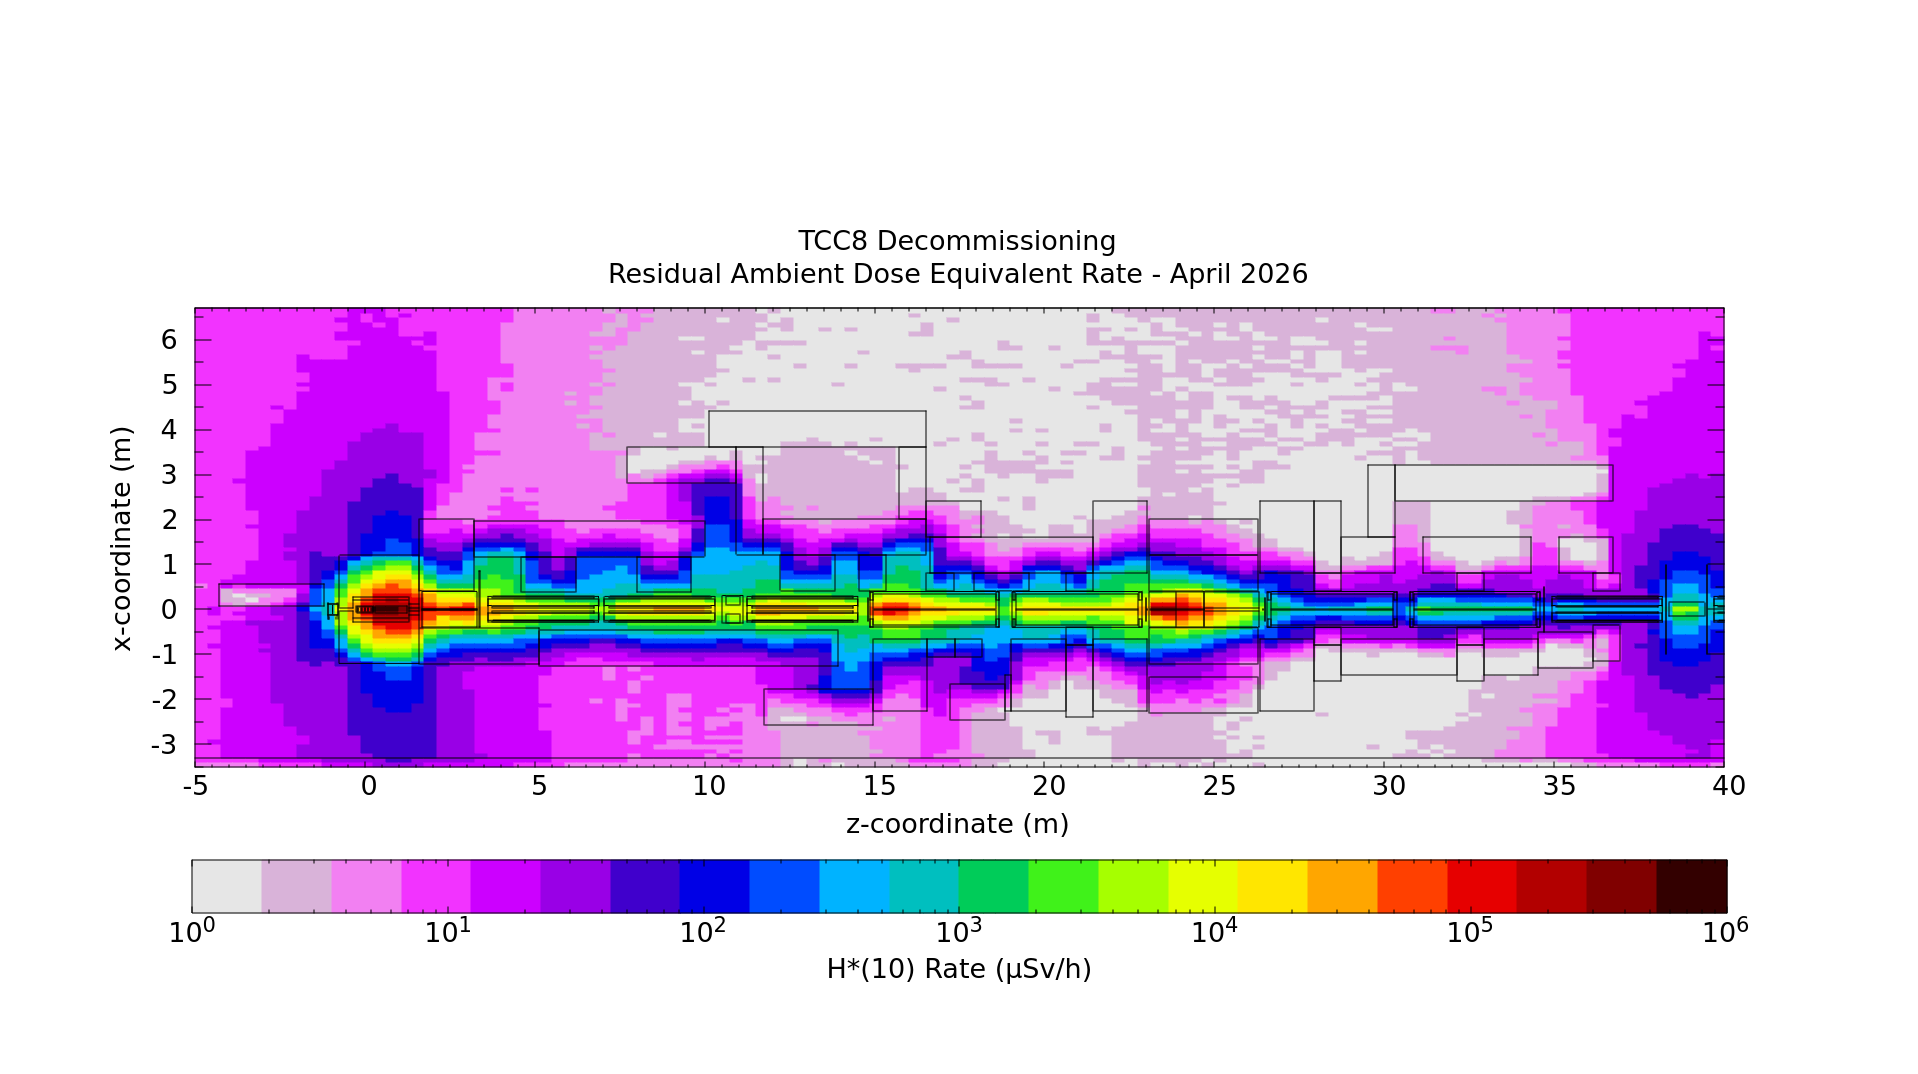 TCC8 Decommissioning
Residual Ambient Dose Equivalent Rate - April 2026
x-coordinate (m)
6
5
4
3
2
1
0
-1
-2
-3
-5 0 5 10 15 20 25 30 35 40
z-coordinate (m)
10^0 10^1 10^2 10^3 10^4 10^5 10^6
H*(10) Rate (μSv/h)